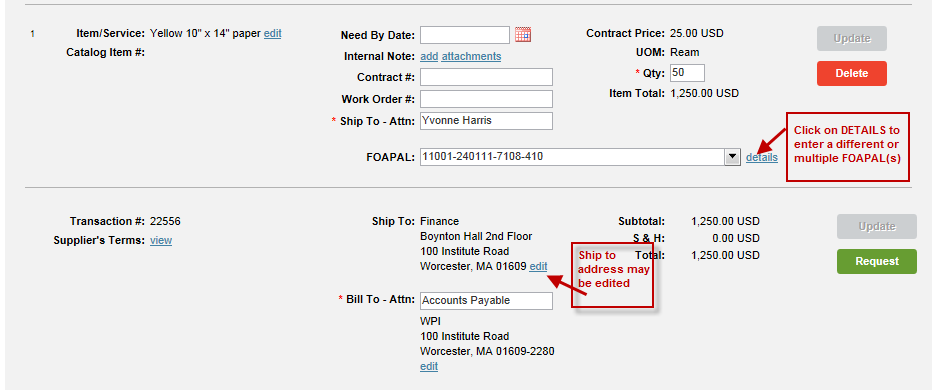 1
Item/Service: Yellow 10" x 14" paper edit
Catalog Item #:
Need By Date:
Internal Note: add attachments
Contract #:
Work Order #:
* Ship To - Attn: Yvonne Harris
FOAPAL: 11001-240111-7108-410 details
Contract Price: 25.00 USD
UOM: Ream
* Qty: 50
Item Total: 1,250.00 USD
Update
Delete
Click on DETAILS to
enter a different or
multiple FOAPAL(s)
Transaction #: 22556
Supplier's Terms: view
Ship To: Finance
Boynton Hall 2nd Floor
100 Institute Road
Worcester, MA 01609 edit
* Bill To - Attn: Accounts Payable
WPI
100 Institute Road
Worcester, MA 01609-2280
edit
Subtotal: 1,250.00 USD
S & H: 0.00 USD
Total: 1,250.00 USD
Ship to
address may
be edited
Update
Request